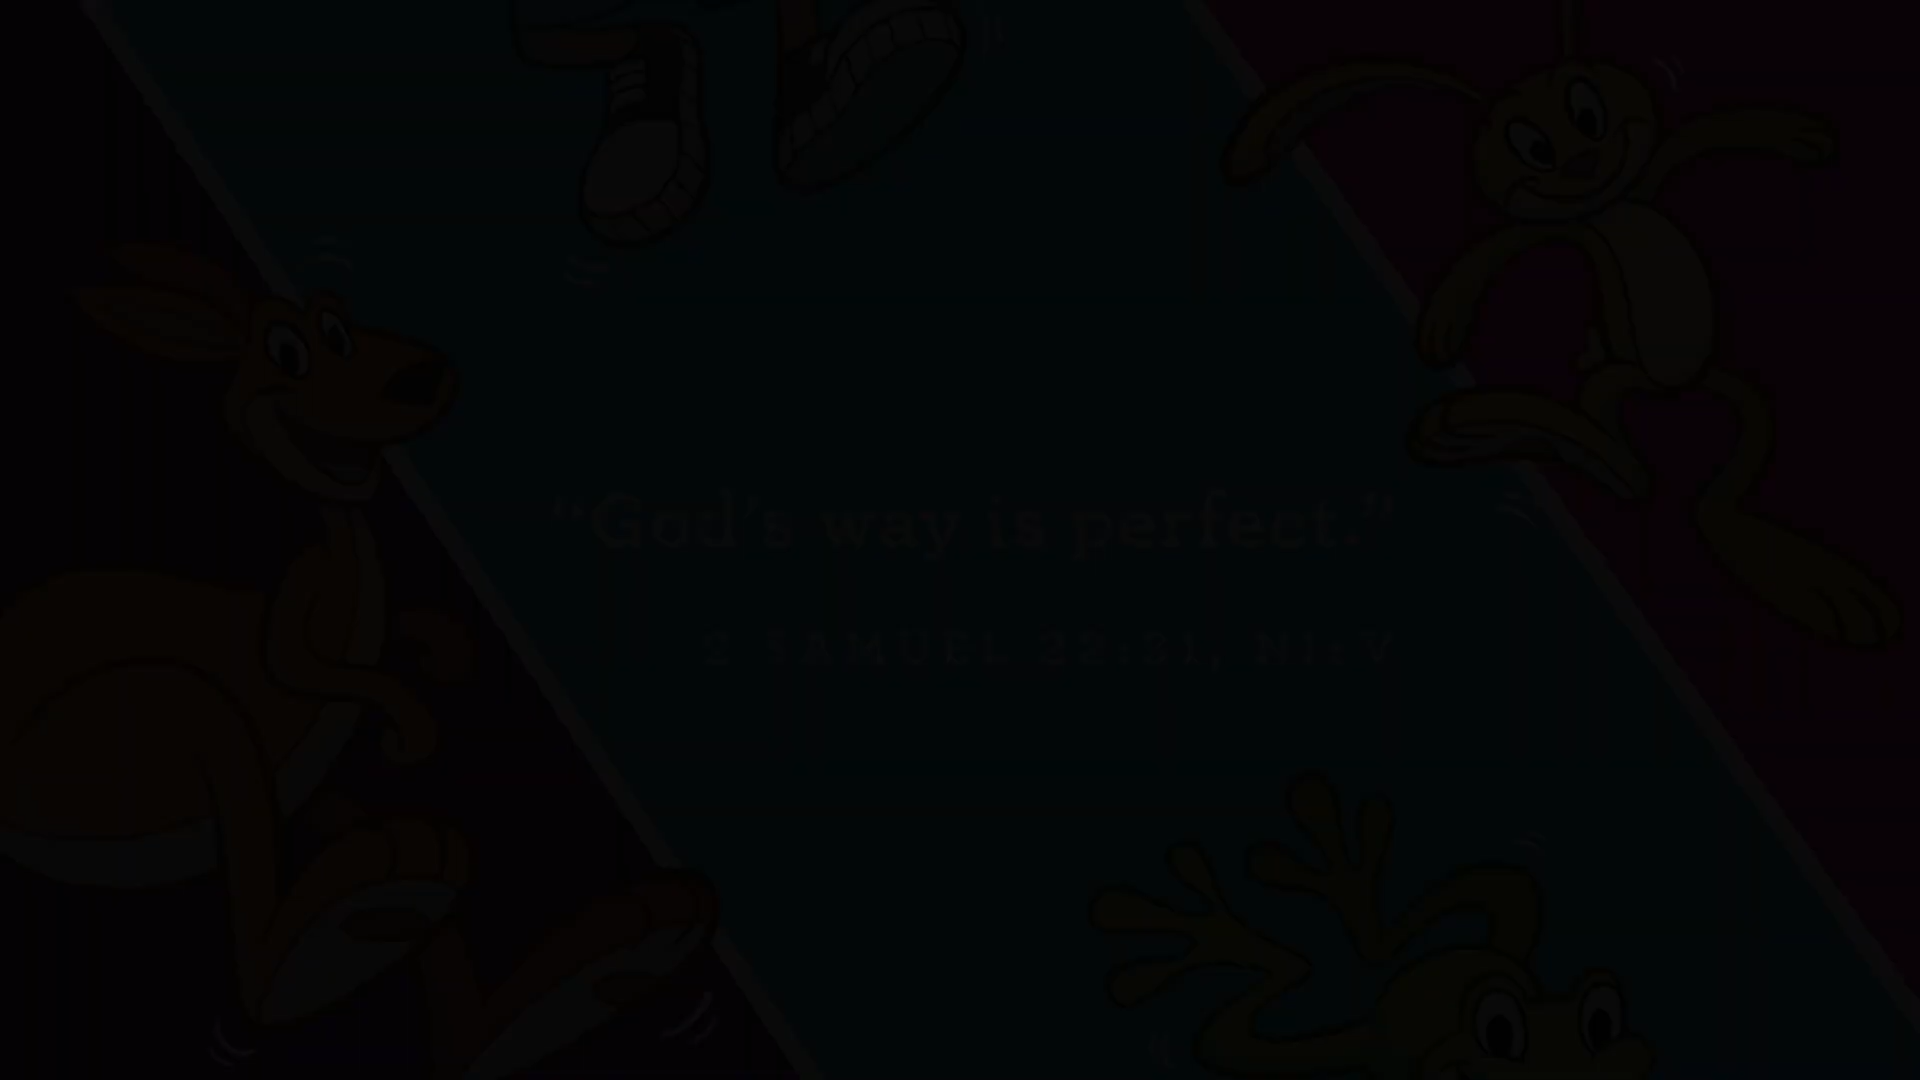 “God’s way is perfect.”
2 SAMUEL 22:31, NIrV